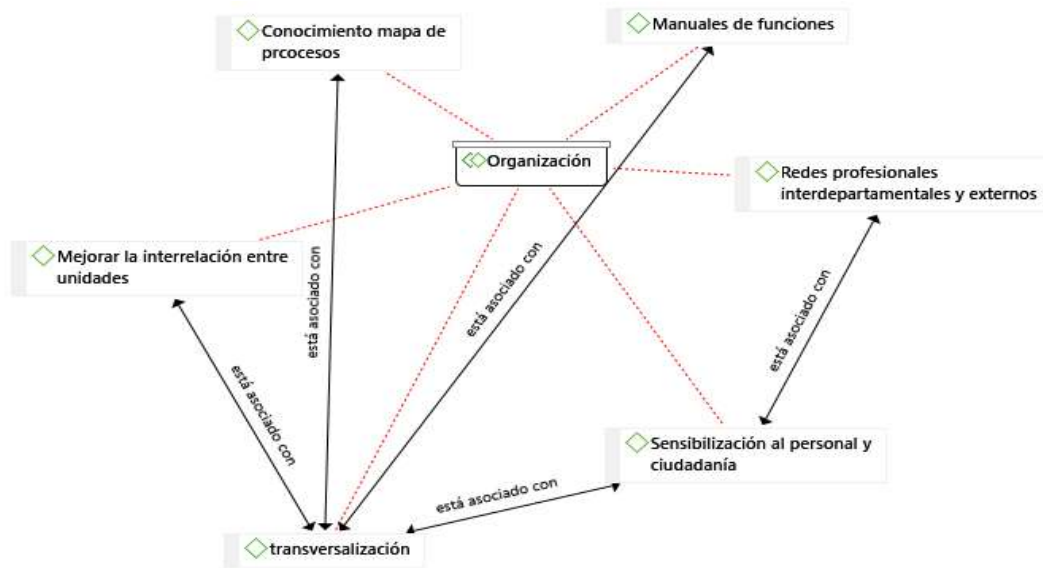 Conocimiento mapa de
prcocesos
Manuales de funciones
Organización
Redes profesionales
interdepartamentales y externos
Mejorar la interrelación entre
unidades
está asociado con
está asociado con
está asociado con
está asociado con
está asociado con
Sensibilización al personal y
ciudadanía
transversalización